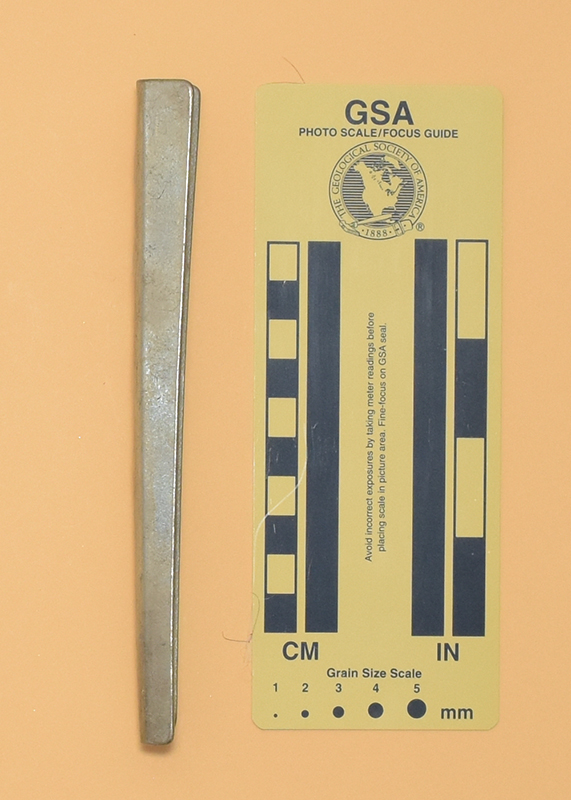 GSA
PHOTO SCALE/FOCUS GUIDE
THE GEOLOGICAL SOCIETY OF AMERICA
·1888·
®
Avoid incorrect exposures by taking meter readings before
placing scale in picture area. Fine-focus on GSA seal.
CM
IN
Grain Size Scale
1 2 3 4 5
mm